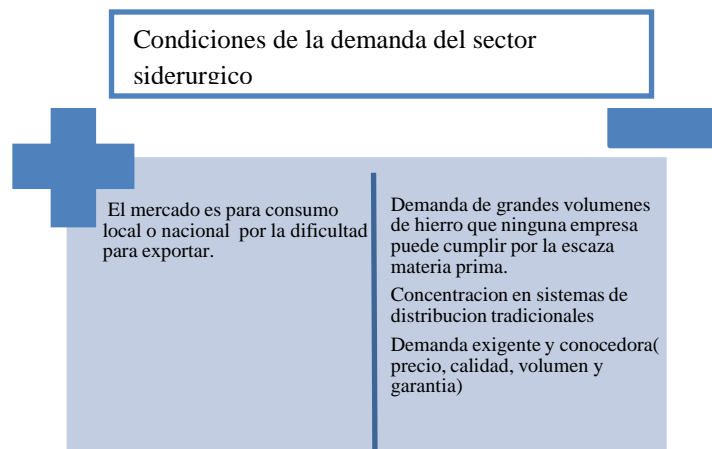 Condiciones de la demanda del sector
siderurgico
El mercado es para consumo
local o nacional por la dificultad
para exportar.
Demanda de grandes volumenes
de hierro que ninguna empresa
puede cumplir por la escaza
materia prima.
Concentracion en sistemas de
distribucion tradicionales
Demanda exigente y conocedora(
precio, calidad, volumen y
garantia)